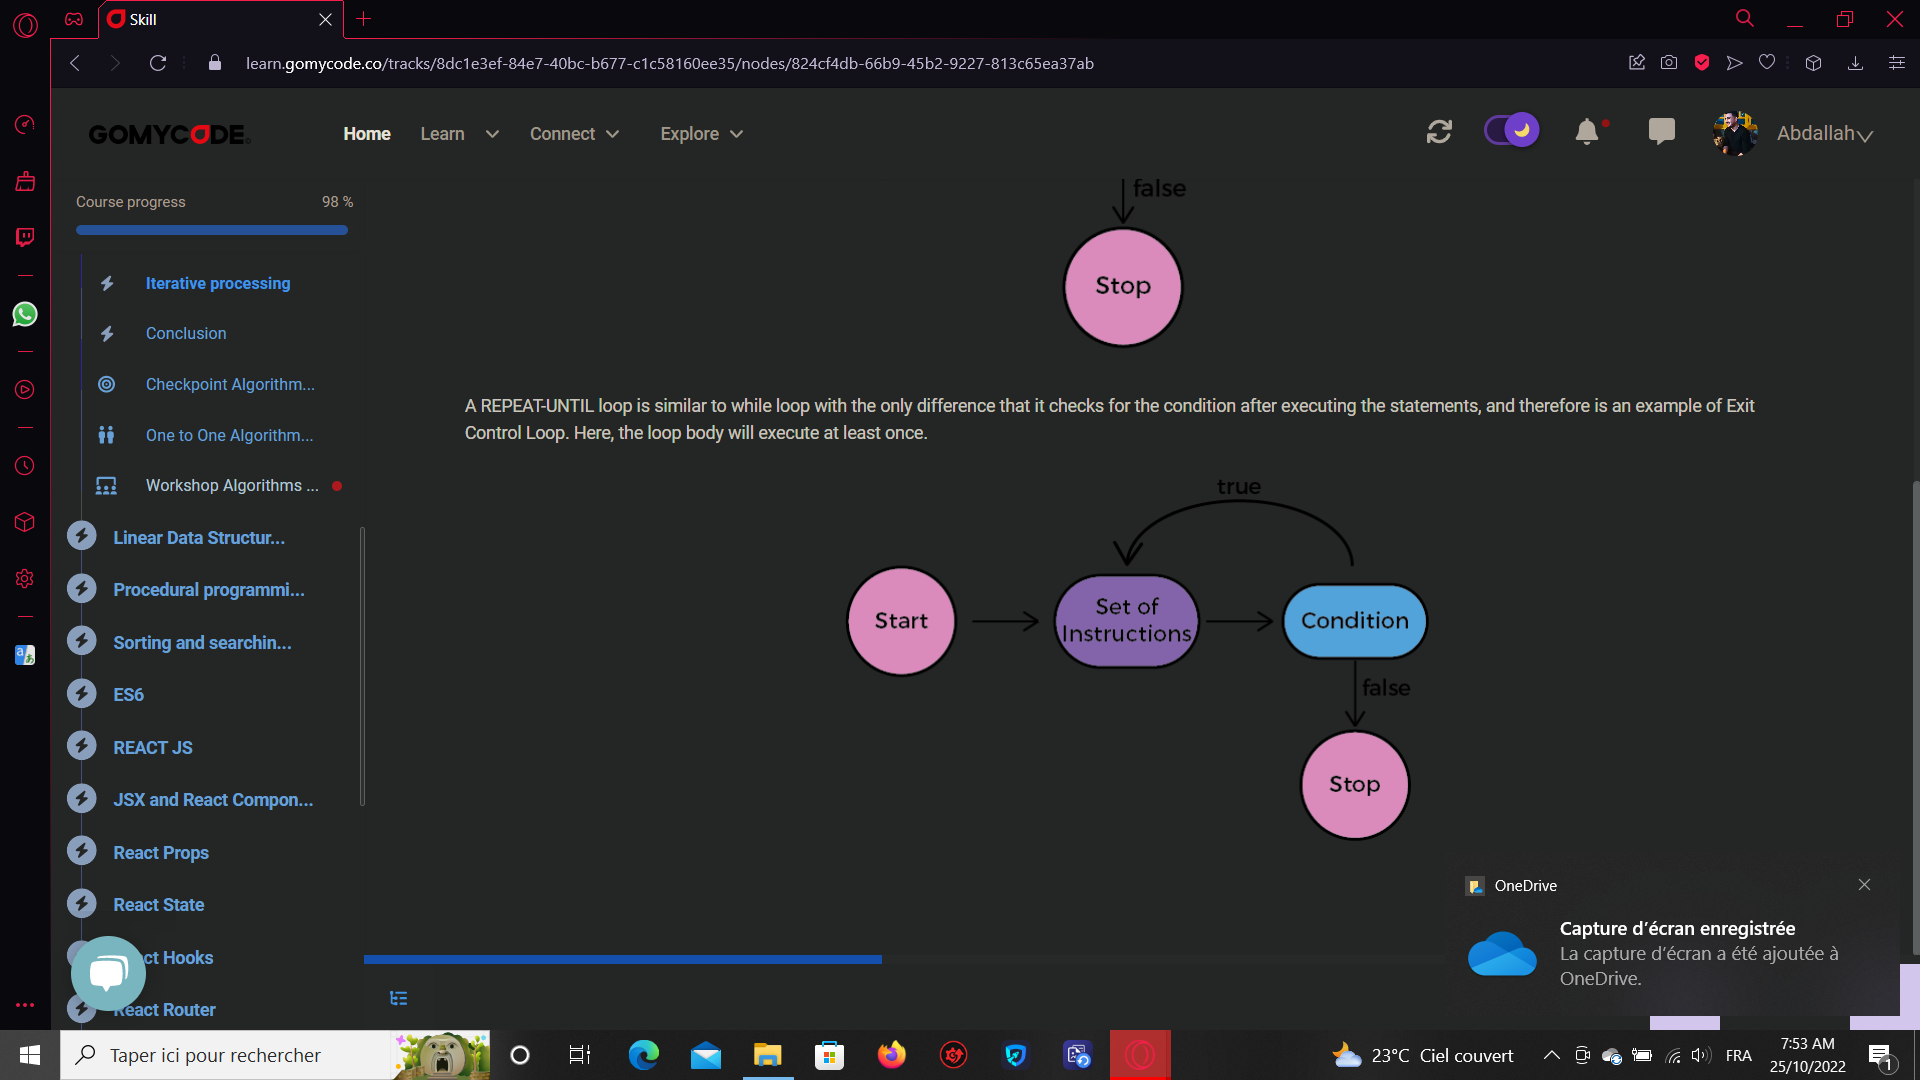 Skill
learn.gomycode.co/tracks/8dc1e3ef-84e7-40bc-b677-c1c58160ee35/nodes/824cf4db-66b9-45b2-9227-813c65ea37ab
GOMYCODE
Home
Learn
Connect
Explore
Abdallah
Course progress
98 %
Iterative processing
Conclusion
Checkpoint Algorithm...
One to One Algorithm...
Workshop Algorithms ...
Linear Data Structur...
Procedural programmi...
Sorting and searchin...
ES6
REACT JS
JSX and React Compon...
React Props
React State
ct Hooks
React Router
false
Stop
A REPEAT-UNTIL loop is similar to while loop with the only difference that it checks for the condition after executing the statements, and therefore is an example of Exit
Control Loop. Here, the loop body will execute at least once.
true
Start
Set of
Instructions
Condition
false
Stop
OneDrive
Capture d'écran enregistrée
La capture d'écran a été ajoutée à
OneDrive.
Taper ici pour rechercher
23°C Ciel couvert
FRA
7:53 AM
25/10/2022
1